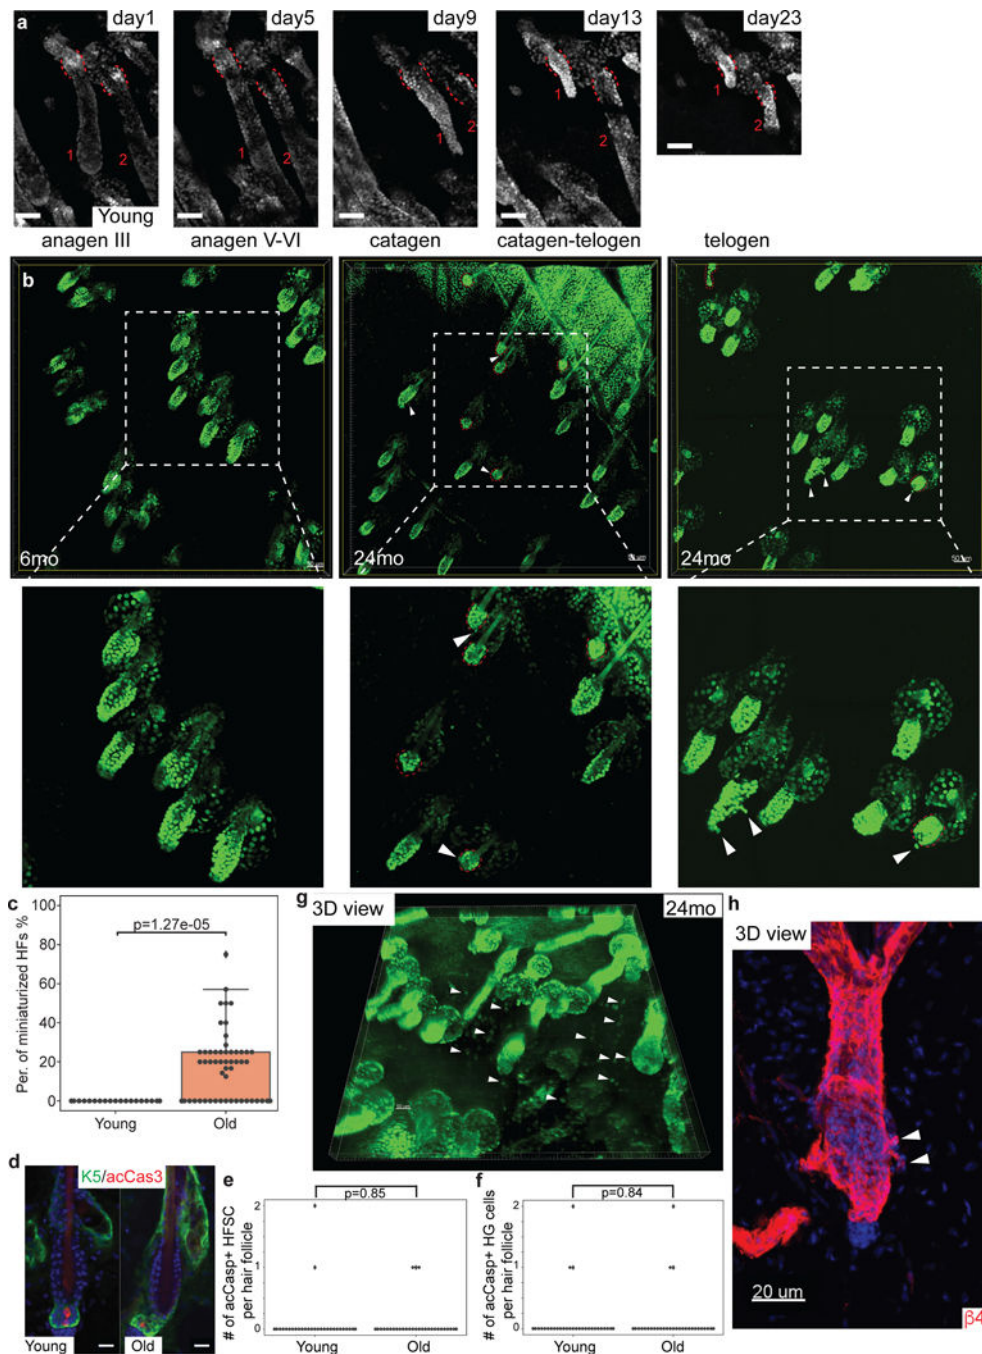 a
day1
day5
day9
day13
day23
1
2
1
2
1
2
1
2
1
2
Young
anagen III
anagen V-VI
catagen
catagen-telogen
telogen
b
6mo
24mo
24mo
c
Per. of miniaturized HFs %
100
80
60
40
20
0
p=1.27e-05
Young
Old
g
3D view
24mo
h
3D view
20 um
β4
d
K5/acCas3
Young
Old
e
# of acCasp+ HFSC
per hair follicle
2
1
0
p=0.85
Young
Old
f
# of acCasp+ HG cells
per hair follicle
2
1
0
p=0.84
Young
Old